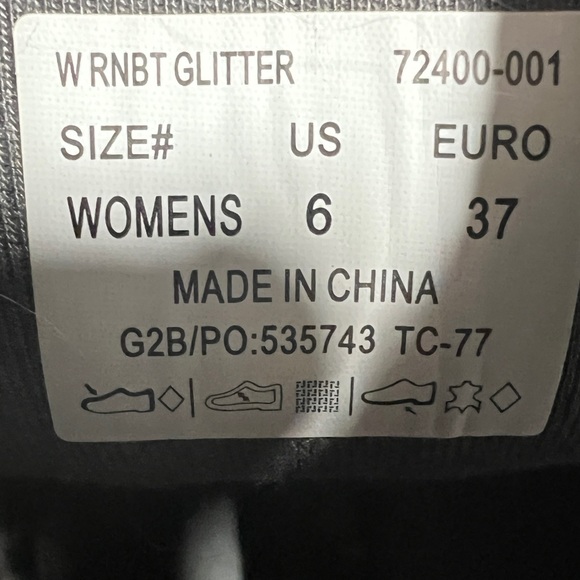 W RNBT GLITTER 72400-001
SIZE# US EURO
WOMENS 6 37
MADE IN CHINA
G2B/PO:535743 TC-77